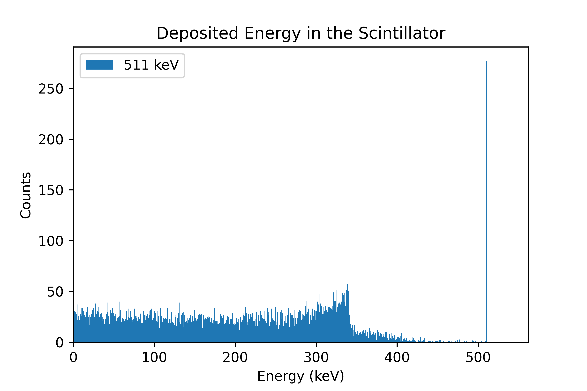 Deposited Energy in the Scintillator
511 keV
250
200
150
100
50
0
Counts
0 100 200 300 400 500
Energy (keV)